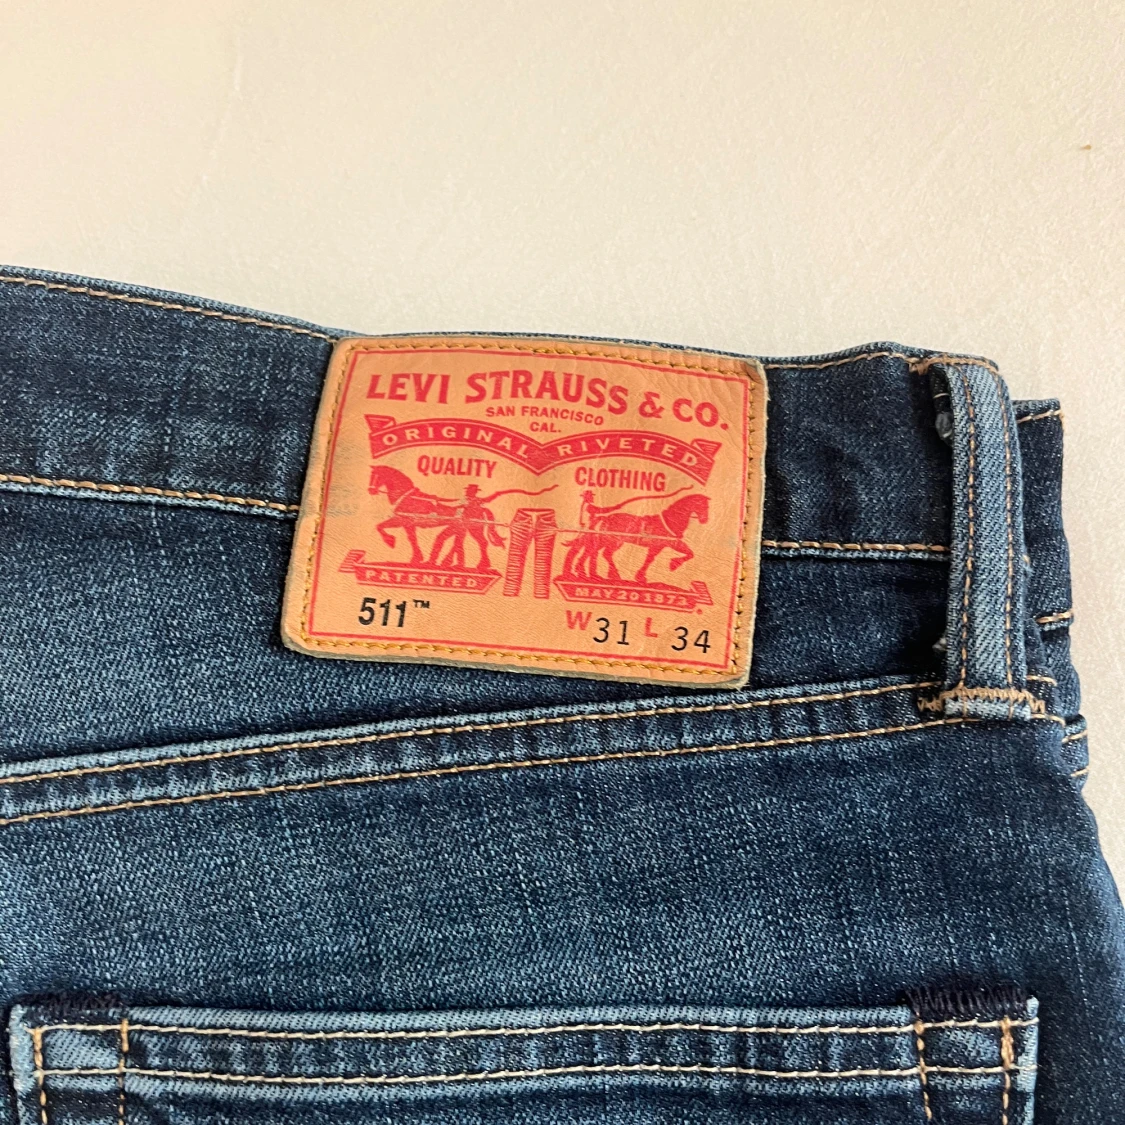 LEVI STRAUSS & CO.
SAN FRANCISCO
CAL.
ORIGINAL RIVETED
QUALITY CLOTHING
PATENTED MAY 20 1873
511™ W 31 L 34